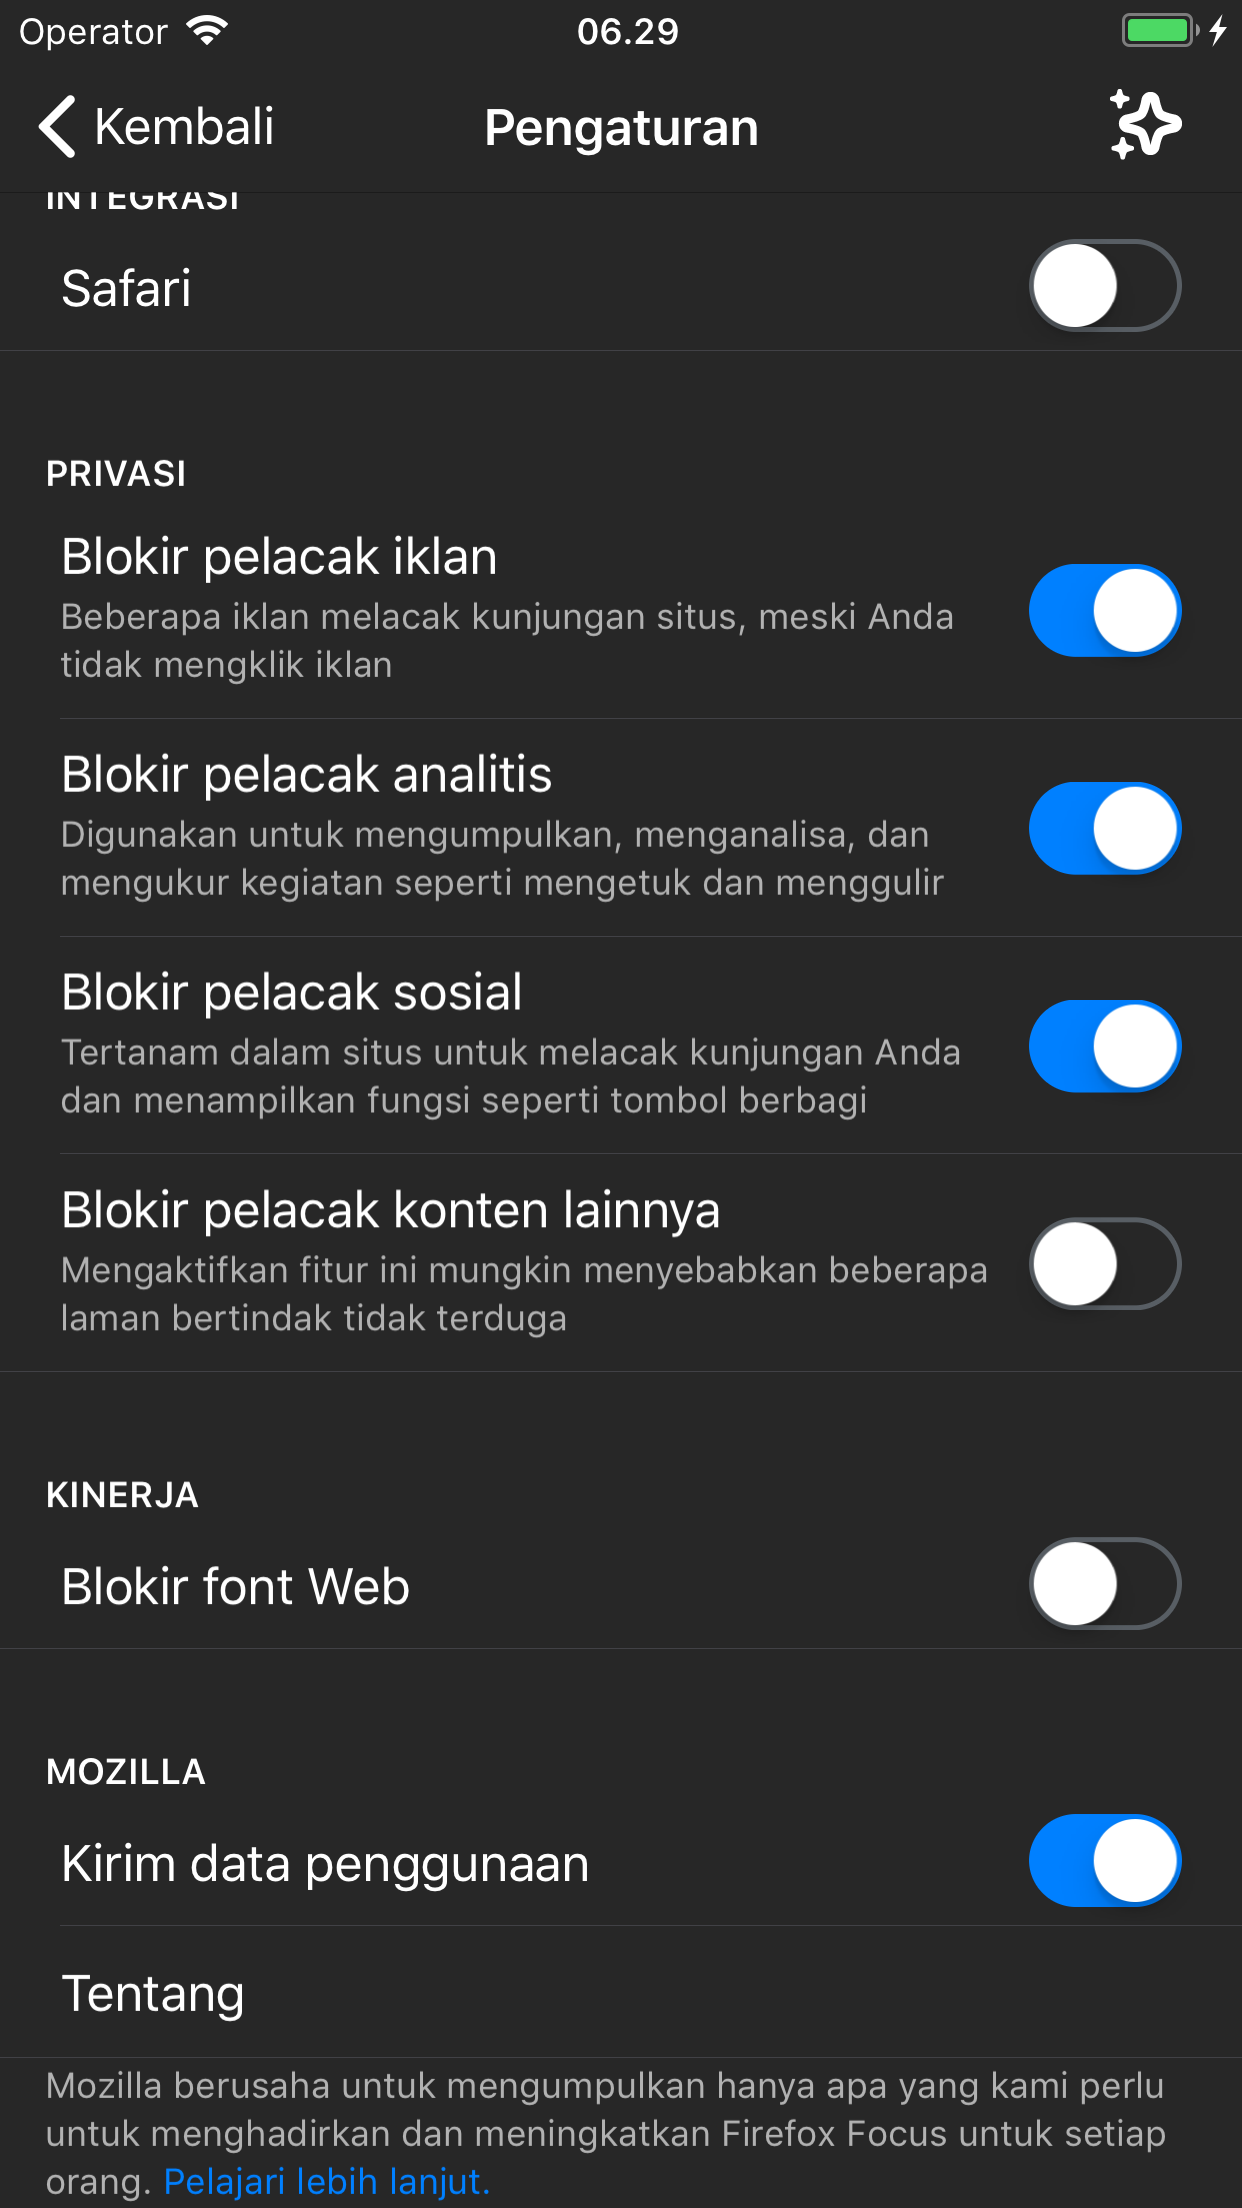 Operator
06.29
Kembali
Pengaturan
INTEGRASI
Safari
PRIVASI
Blokir pelacak iklan
Beberapa iklan melacak kunjungan situs, meski Anda
tidak mengklik iklan
Blokir pelacak analitis
Digunakan untuk mengumpulkan, menganalisa, dan
mengukur kegiatan seperti mengetuk dan menggulir
Blokir pelacak sosial
Tertanam dalam situs untuk melacak kunjungan Anda
dan menampilkan fungsi seperti tombol berbagi
Blokir pelacak konten lainnya
Mengaktifkan fitur ini mungkin menyebabkan beberapa
laman bertindak tidak terduga
KINERJA
Blokir font Web
MOZILLA
Kirim data penggunaan
Tentang
Mozilla berusaha untuk mengumpulkan hanya apa yang kami perlu
untuk menghadirkan dan meningkatkan Firefox Focus untuk setiap
orang. Pelajari lebih lanjut.